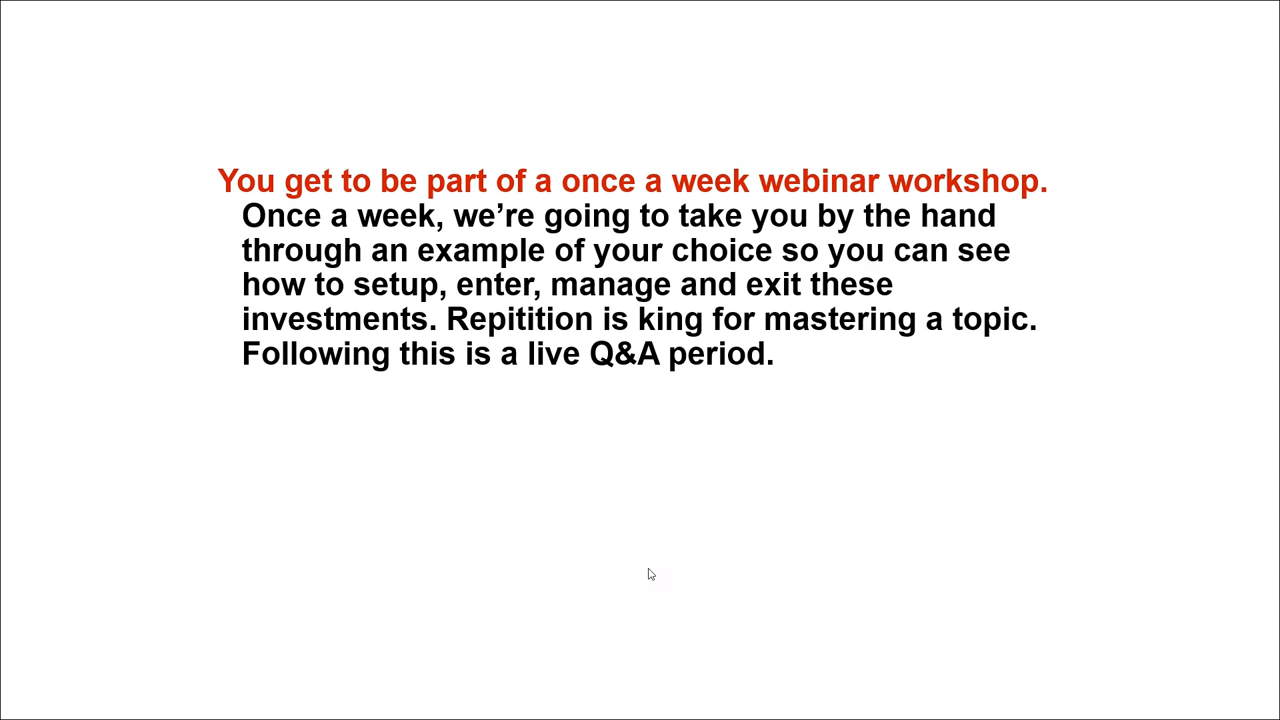 You get to be part of a once a week webinar workshop.
Once a week, we’re going to take you by the hand
through an example of your choice so you can see
how to setup, enter, manage and exit these
investments. Repitition is king for mastering a topic.
Following this is a live Q&A period.